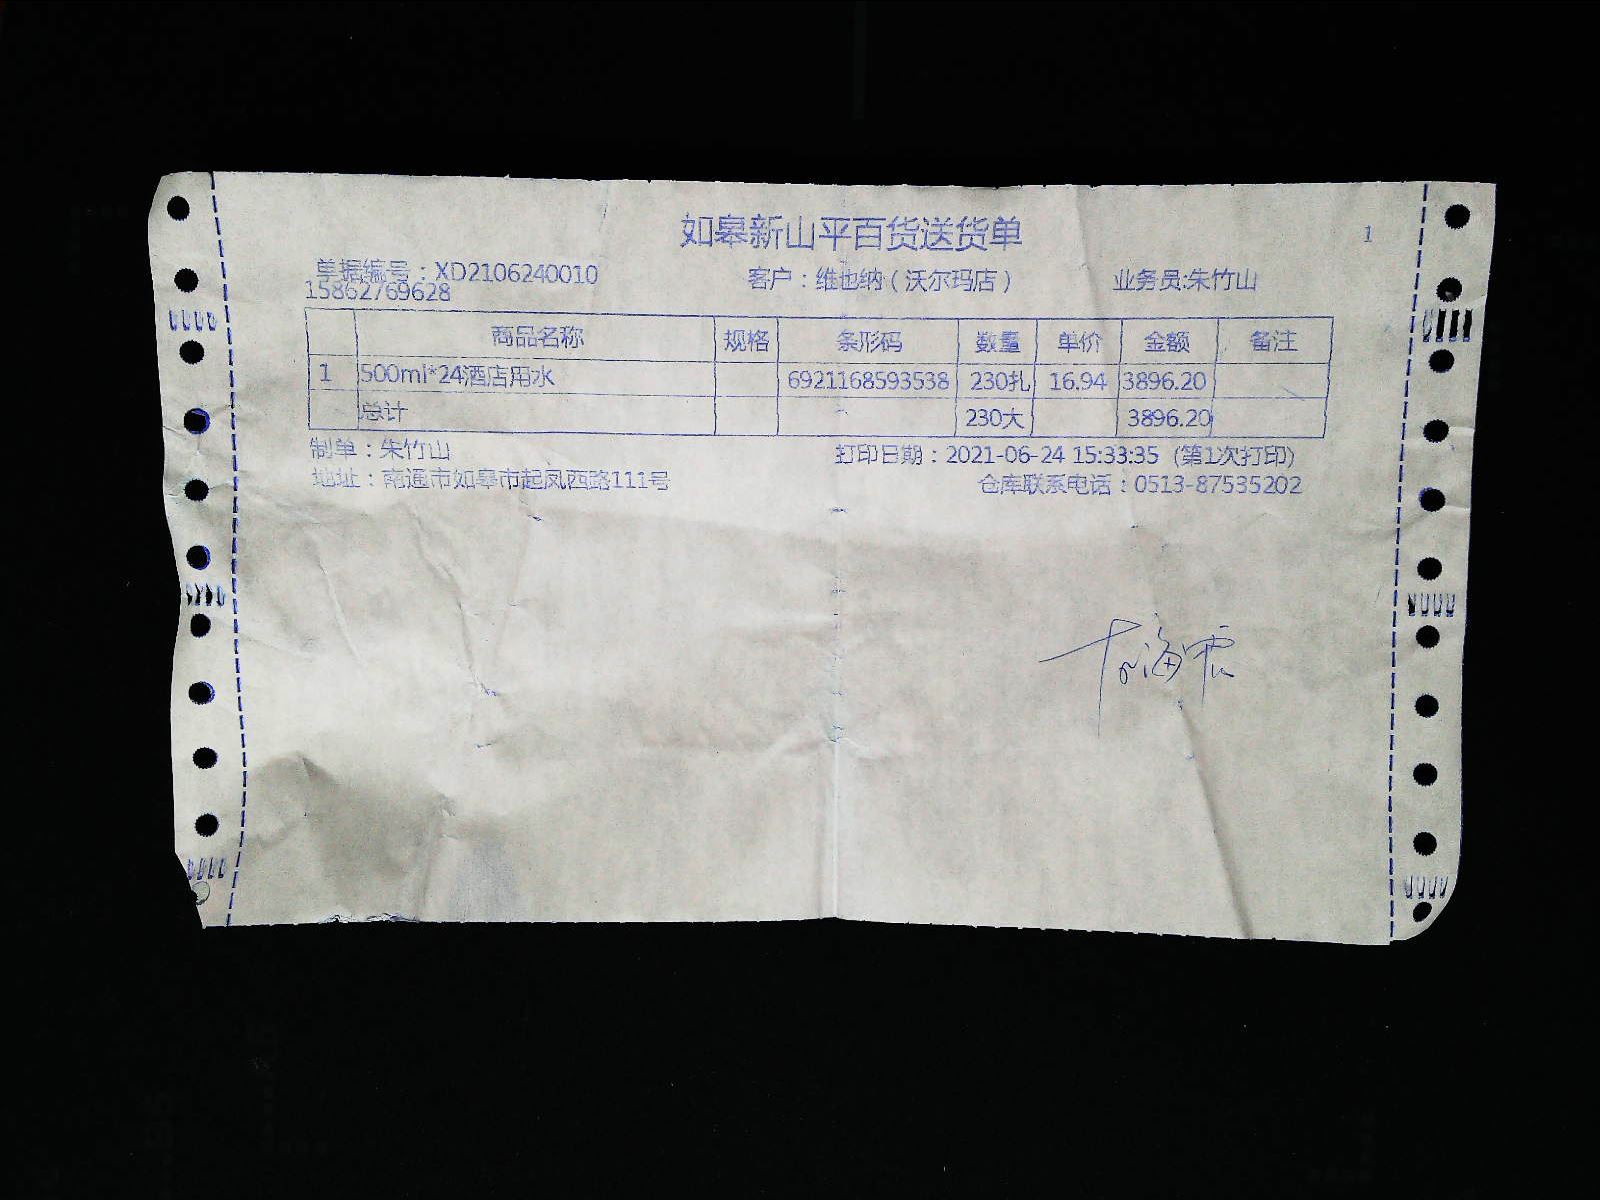 如皋新山平百货送货单
1
单据编号：XD2106240010 客户：维也纳（沃尔玛店） 业务员:朱竹山
15862769628
商品名称 规格 条形码 数量 单价 金额 备注
1 500ml*24酒店用水 6921168593538 230扎 16.94 3896.20
总计 230大 3896.20
制单：朱竹山 打印日期：2021-06-24 15:33:35 (第1次打印)
地址：南通市如皋市起凤西路111号 仓库联系电话：0513-87535202